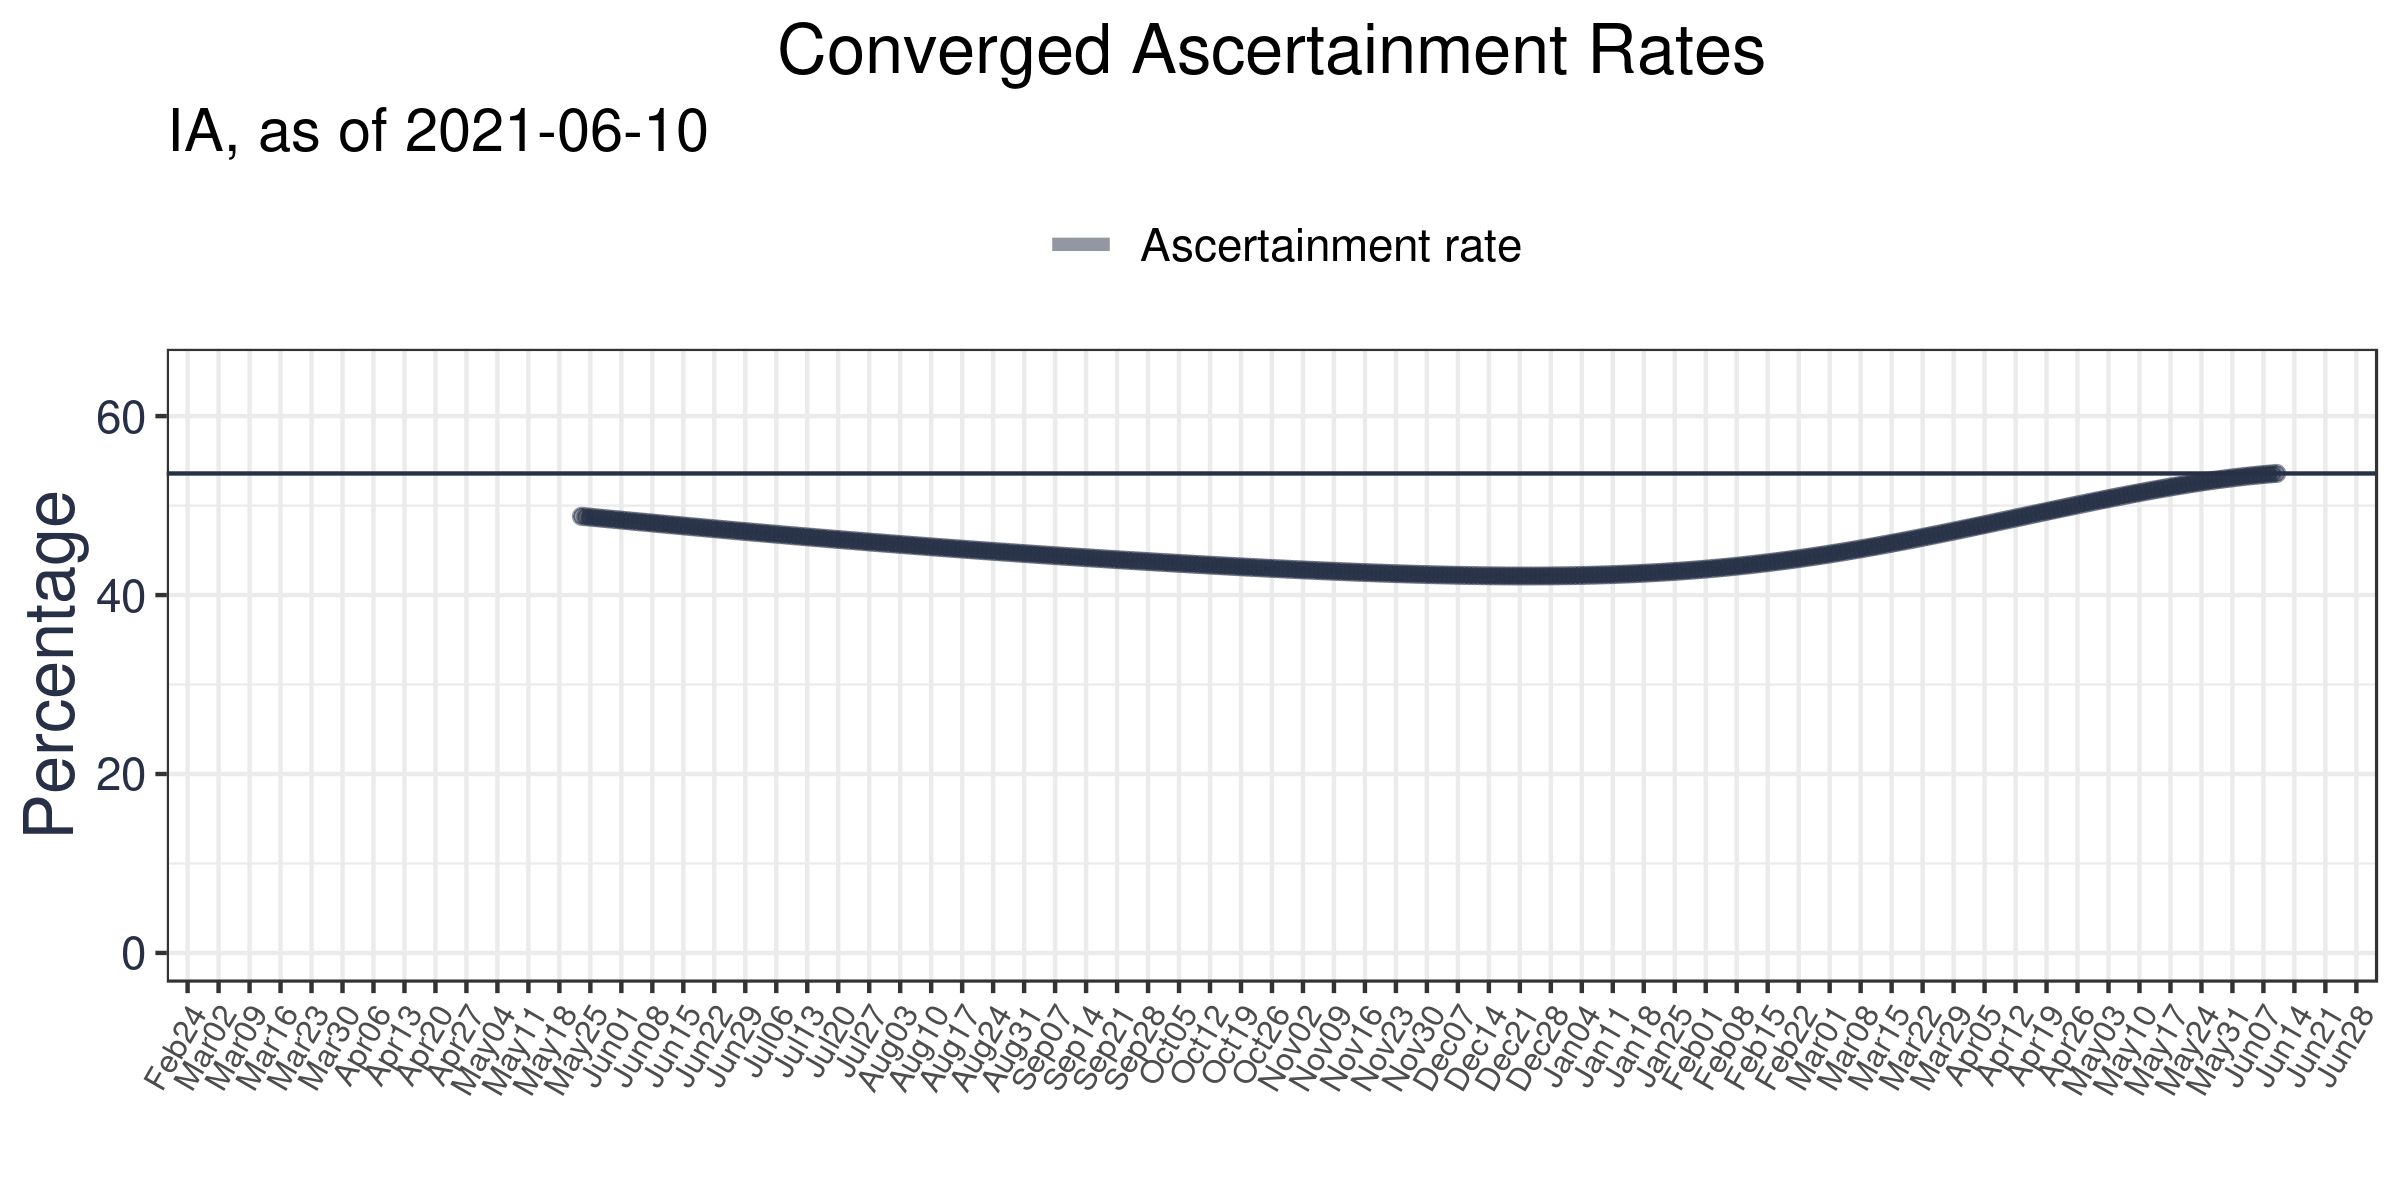 Converged Ascertainment Rates
IA, as of 2021-06-10
Ascertainment rate
Percentage
60
40
20
0
Feb24
Mar02
Mar09
Mar16
Mar23
Mar30
Apr06
Apr13
Apr20
Apr27
May04
May11
May18
May25
Jun01
Jun08
Jun15
Jun22
Jun29
Jul06
Jul13
Jul20
Jul27
Aug03
Aug10
Aug17
Aug24
Aug31
Sep07
Sep14
Sep21
Sep28
Oct05
Oct12
Oct19
Oct26
Nov02
Nov09
Nov16
Nov23
Nov30
Dec07
Dec14
Dec21
Dec28
Jan04
Jan11
Jan18
Jan25
Feb01
Feb08
Feb15
Feb22
Mar01
Mar08
Mar15
Mar22
Mar29
Apr05
Apr12
Apr19
Apr26
May03
May10
May17
May24
May31
Jun07
Jun14
Jun21
Jun28